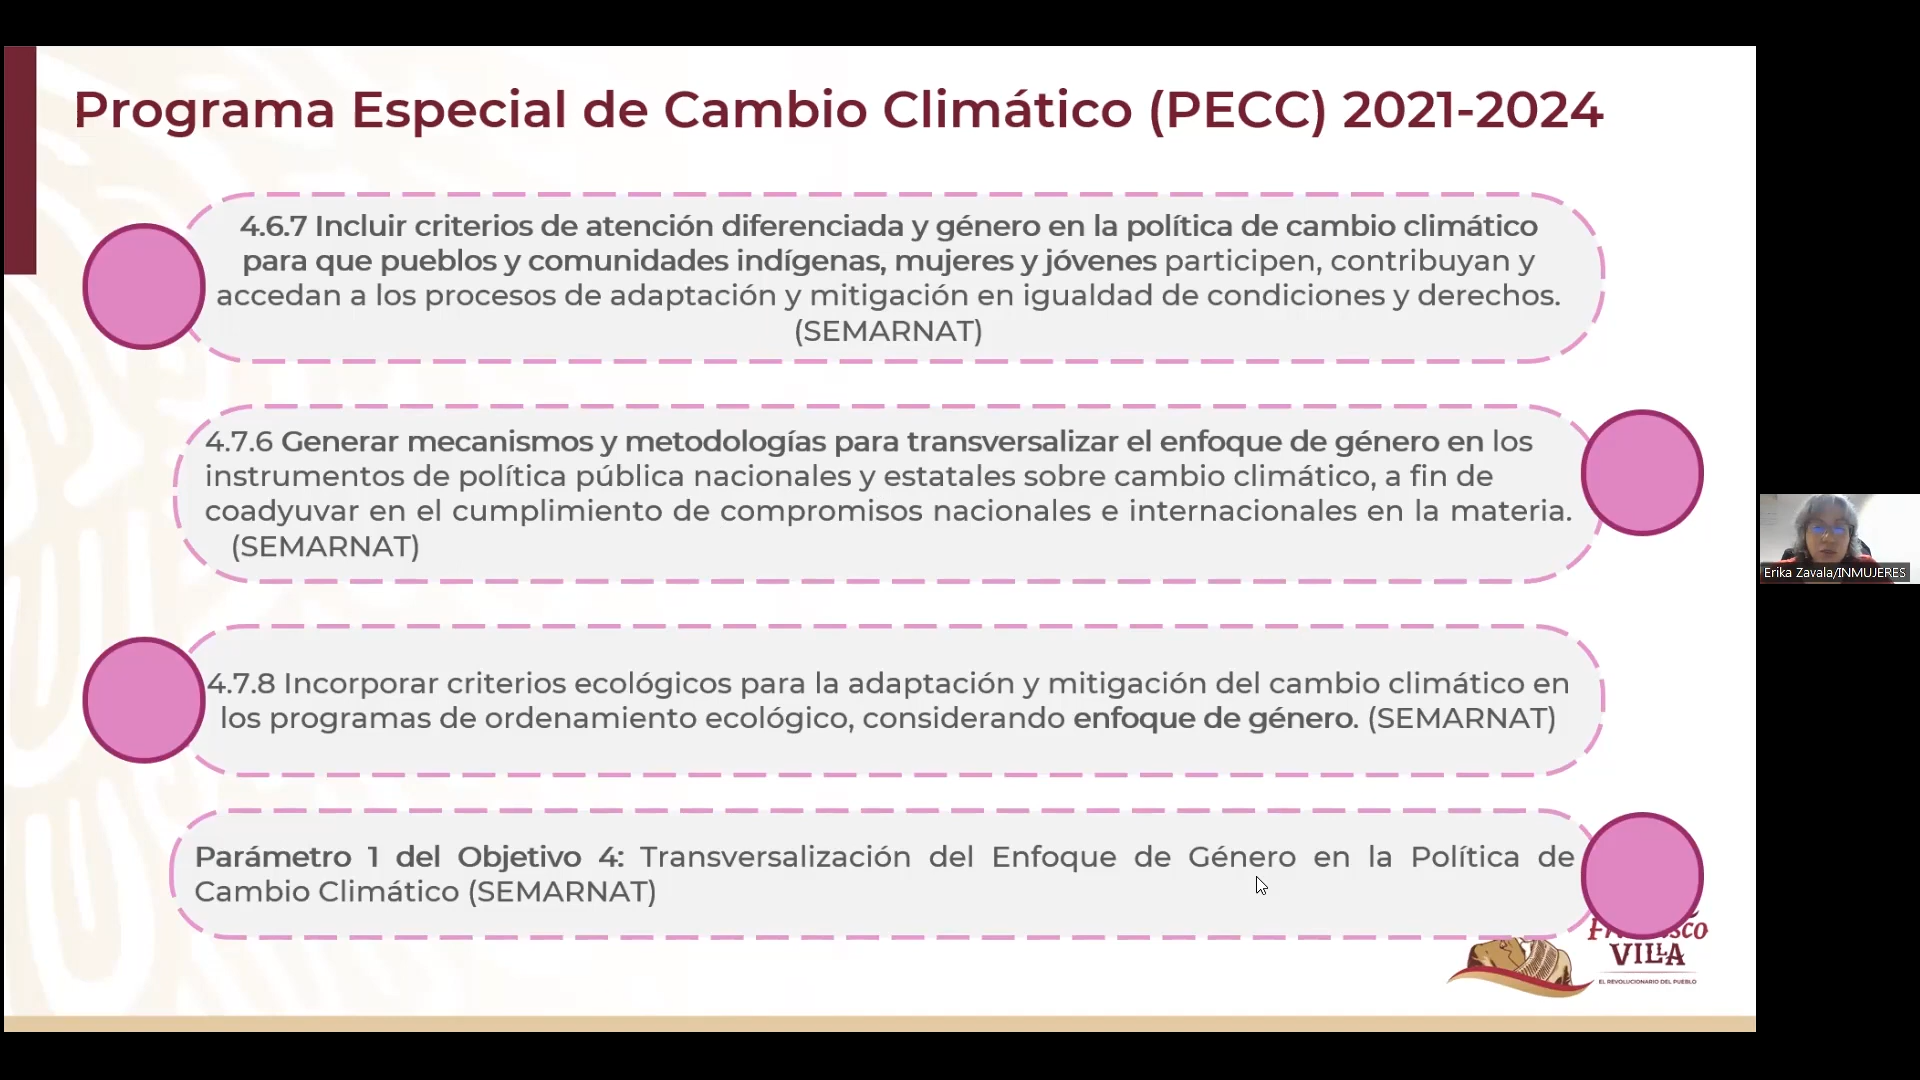 Programa Especial de Cambio Climático (PECC) 2021-2024
4.6.7 Incluir criterios de atención diferenciada y género en la política de cambio climático
para que pueblos y comunidades indígenas, mujeres y jóvenes participen, contribuyan y
accedan a los procesos de adaptación y mitigación en igualdad de condiciones y derechos.
(SEMARNAT)
4.7.6 Generar mecanismos y metodologías para transversalizar el enfoque de género en los
instrumentos de política pública nacionales y estatales sobre cambio climático, a fin de
coadyuvar en el cumplimiento de compromisos nacionales e internacionales en la materia.
(SEMARNAT)
Erika Zavala/INMUJERES
4.7.8 Incorporar criterios ecológicos para la adaptación y mitigación del cambio climático en
los programas de ordenamiento ecológico, considerando enfoque de género. (SEMARNAT)
Parámetro 1 del Objetivo 4: Transversalización del Enfoque de Género en la Política de
Cambio Climático (SEMARNAT)
VILLA
EL REVOLUCIONARIO DEL PUEBLO